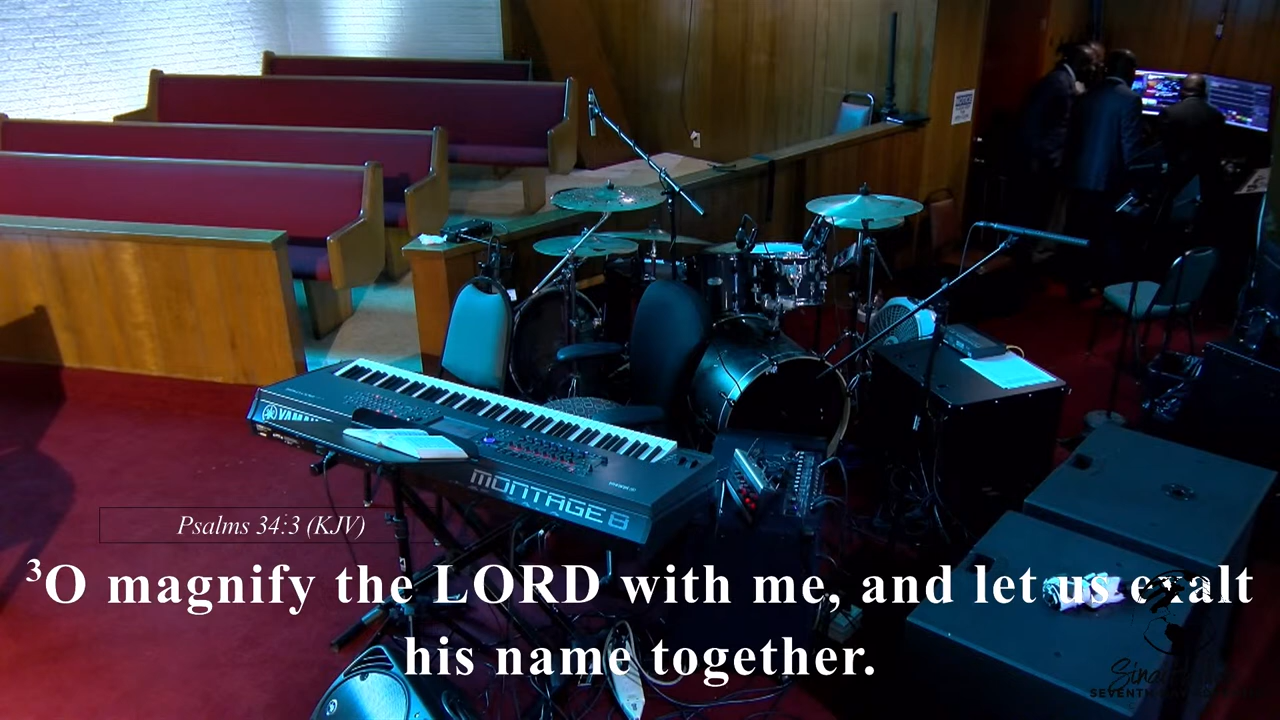 YAMAHA
MONTAGE 8
Psalms 34:3 (KJV)
³O magnify the LORD with me, and let us exalt
his name together.
SEVENTH